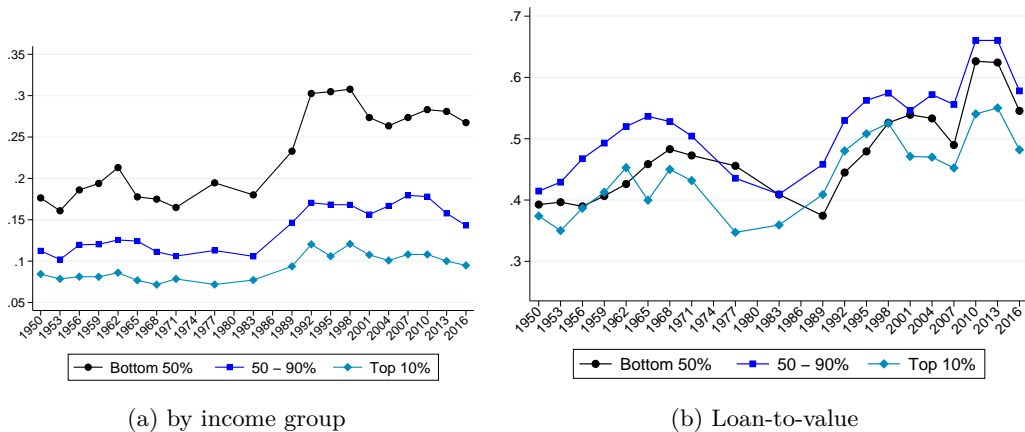 .35
.3
.25
.2
.15
.1
.05
1950 1953 1956 1959 1962 1965 1968 1971 1974 1977 1980 1983 1986 1989 1992 1995 1998 2001 2004 2007 2010 2013 2016
Bottom 50% 50 − 90% Top 10%
(a) by income group
.7
.6
.5
.4
.3
1950 1953 1956 1959 1962 1965 1968 1971 1974 1977 1980 1983 1986 1989 1992 1995 1998 2001 2004 2007 2010 2013 2016
Bottom 50% 50 − 90% Top 10%
(b) Loan-to-value